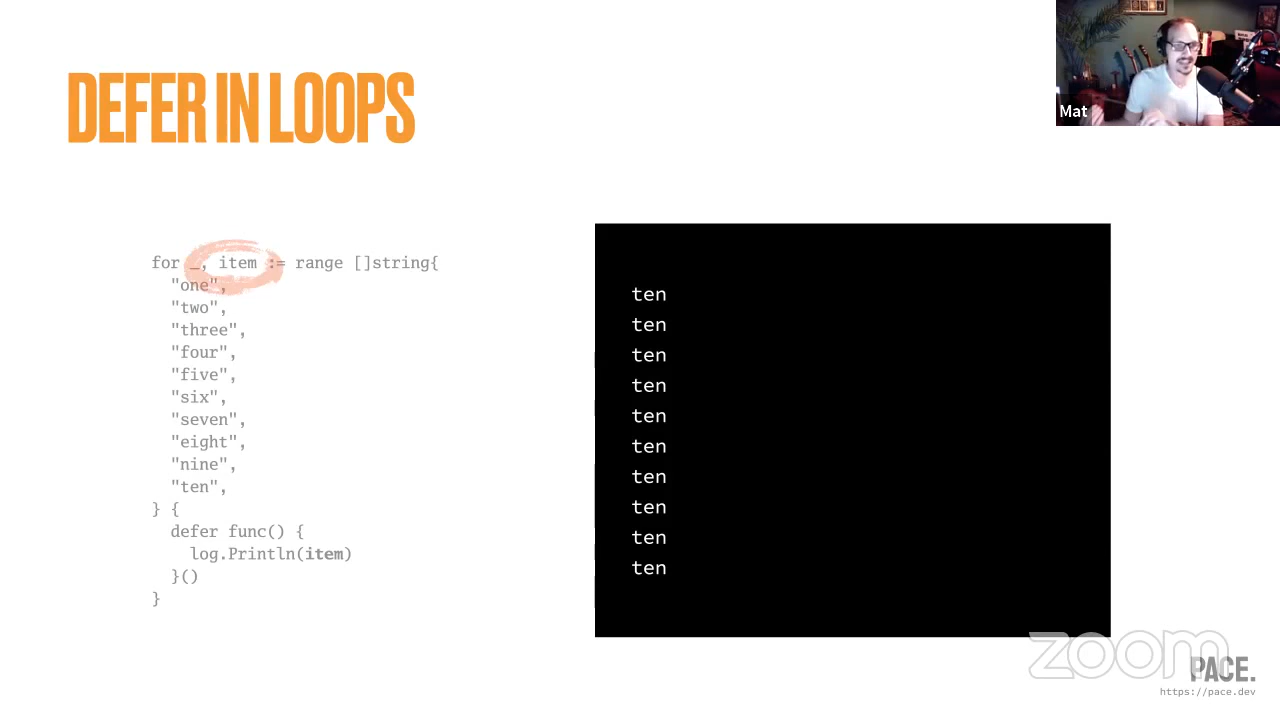 DEFER IN LOOPS
Mat
for _, item := range []string{
"one",
"two",
"three",
"four",
"five",
"six",
"seven",
"eight",
"nine",
"ten",
} {
defer func() {
log.Println(item)
}()
}
ten
ten
ten
ten
ten
ten
ten
ten
ten
ten
zoom
PACE.
https://pace.dev